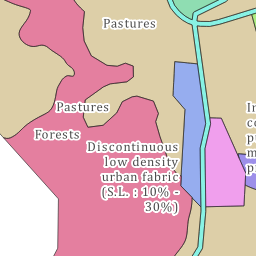 Pastures
Pastures
Forests
Discontinuous
low density
urban fabric
(S.L. : 10% -
30%)